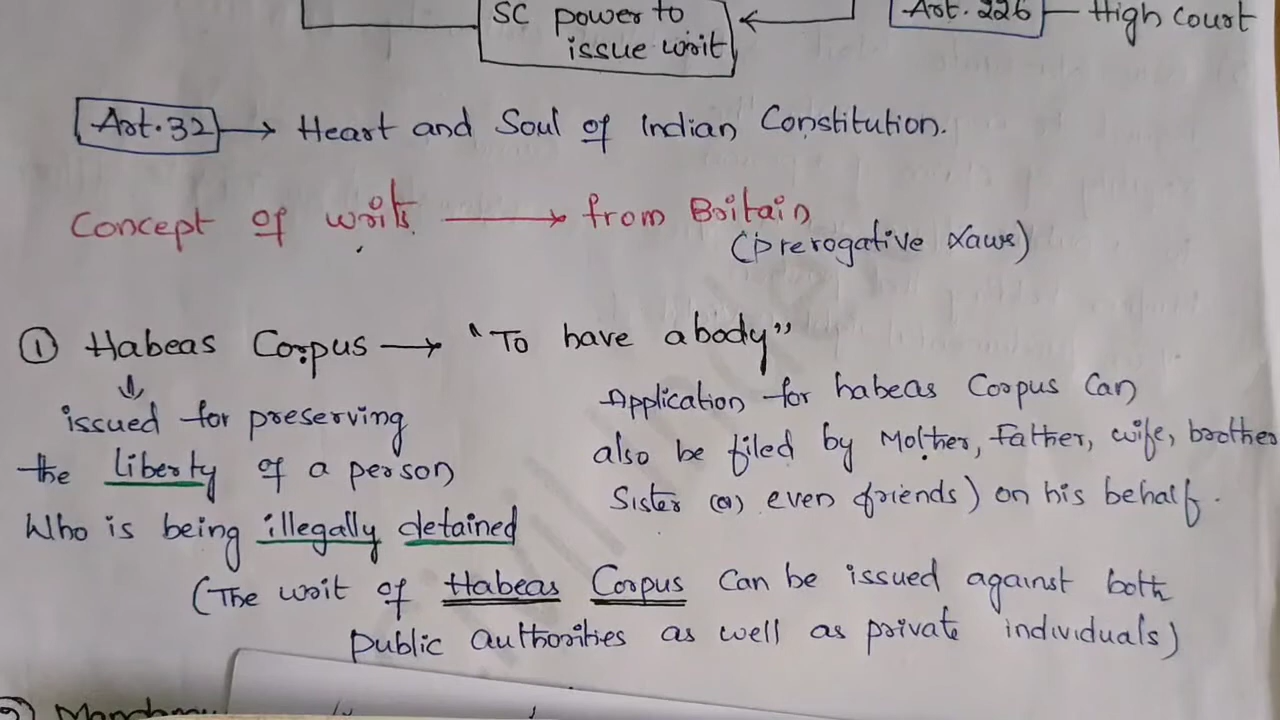 SC power to
issue writ
Art. 226 — High Court
Art. 32 → Heart and Soul of Indian Constitution.
Concept of writs → from Britain
(Prerogative Laws)
① Habeas Corpus → "To have a body"
issued for preserving
the liberty of a person
Who is being illegally detained
Application for habeas Corpus Can
also be filed by Mother, Father, wife, brother
Sister (or) even friends) on his behalf.
(The writ of Habeas Corpus Can be issued against both
public authorities as well as private individuals)